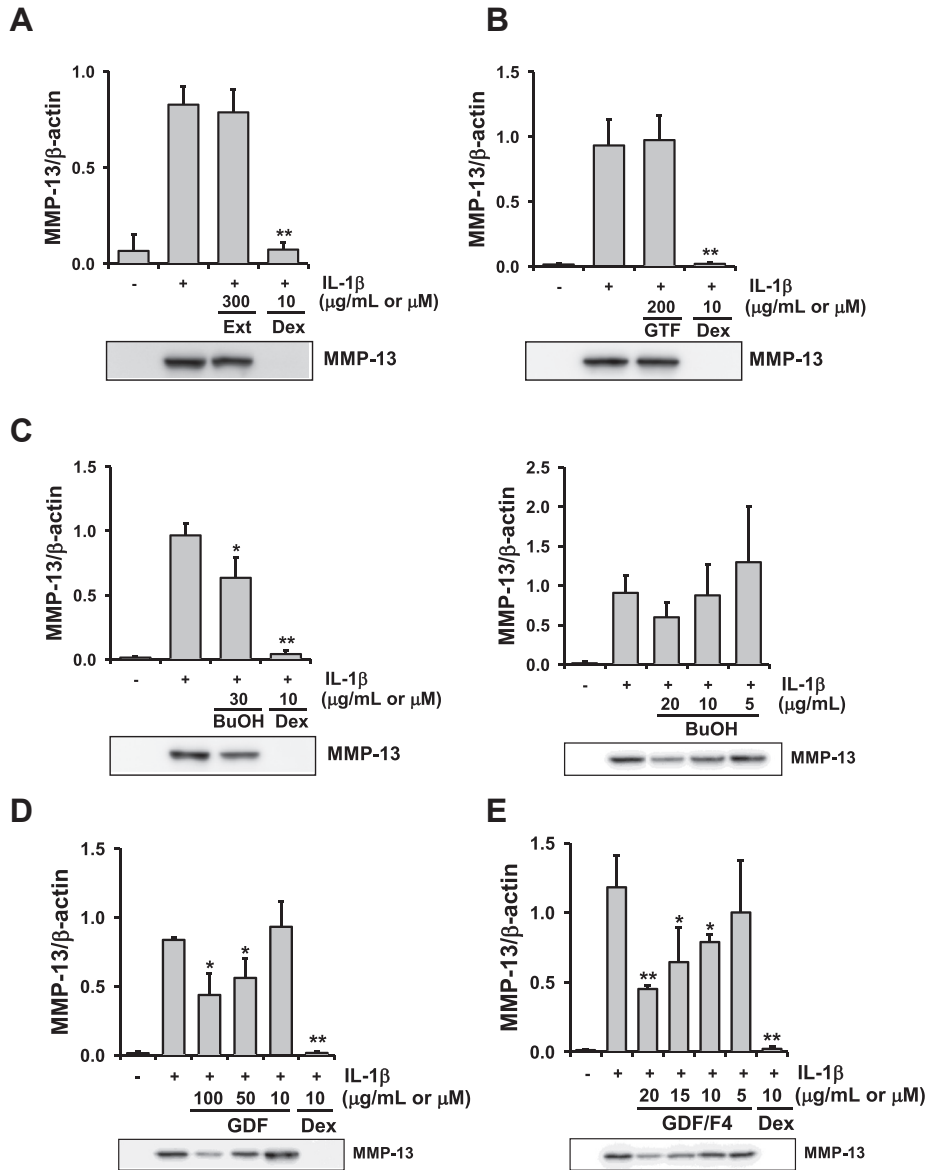 A
MMP-13/β-actin
1.0
0.5
0.0
**
- + + + IL-1β
300 10 (μg/mL or μM)
Ext Dex
MMP-13
B
MMP-13/β-actin
1.5
1.0
0.5
0.0
**
- + + + IL-1β
200 10 (μg/mL or μM)
GTF Dex
MMP-13
C
MMP-13/β-actin
1.5
1.0
0.5
0.0
*
**
- + + + IL-1β
30 10 (μg/mL or μM)
BuOH Dex
MMP-13
MMP-13/β-actin
2.5
2.0
1.5
1.0
0.5
0.0
- + + + + IL-1β
20 10 5 (μg/mL)
BuOH
MMP-13
D
MMP-13/β-actin
1.5
1.0
0.5
0.0
* *
**
- + + + + + IL-1β
100 50 10 10 (μg/mL or μM)
GDF Dex
MMP-13
E
MMP-13/β-actin
1.5
1.0
0.5
0.0
** * *
**
- + + + + + + IL-1β
20 15 10 5 10 (μg/mL or μM)
GDF/F4 Dex
MMP-13